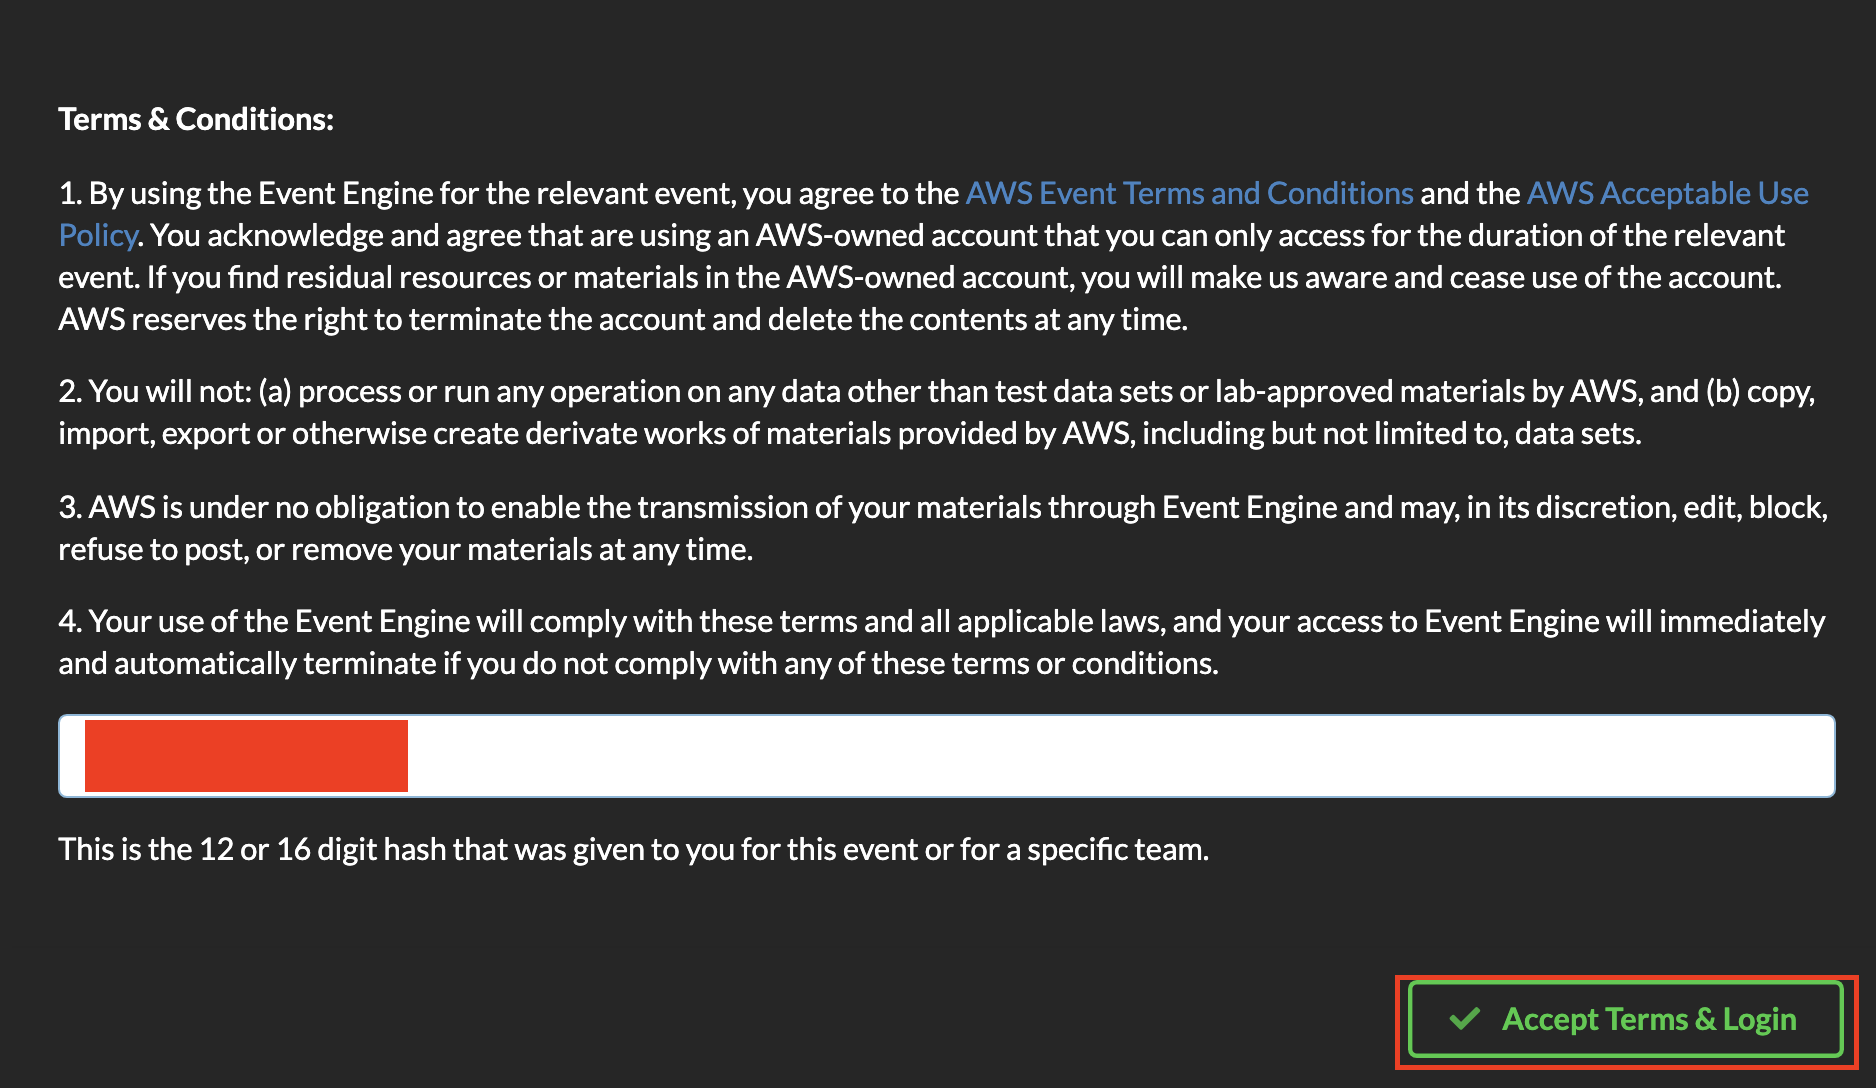 Terms & Conditions:
1. By using the Event Engine for the relevant event, you agree to the AWS Event Terms and Conditions and the AWS Acceptable Use
Policy. You acknowledge and agree that are using an AWS-owned account that you can only access for the duration of the relevant
event. If you find residual resources or materials in the AWS-owned account, you will make us aware and cease use of the account.
AWS reserves the right to terminate the account and delete the contents at any time.
2. You will not: (a) process or run any operation on any data other than test data sets or lab-approved materials by AWS, and (b) copy,
import, export or otherwise create derivate works of materials provided by AWS, including but not limited to, data sets.
3. AWS is under no obligation to enable the transmission of your materials through Event Engine and may, in its discretion, edit, block,
refuse to post, or remove your materials at any time.
4. Your use of the Event Engine will comply with these terms and all applicable laws, and your access to Event Engine will immediately
and automatically terminate if you do not comply with any of these terms or conditions.
This is the 12 or 16 digit hash that was given to you for this event or for a specific team.
Accept Terms & Login